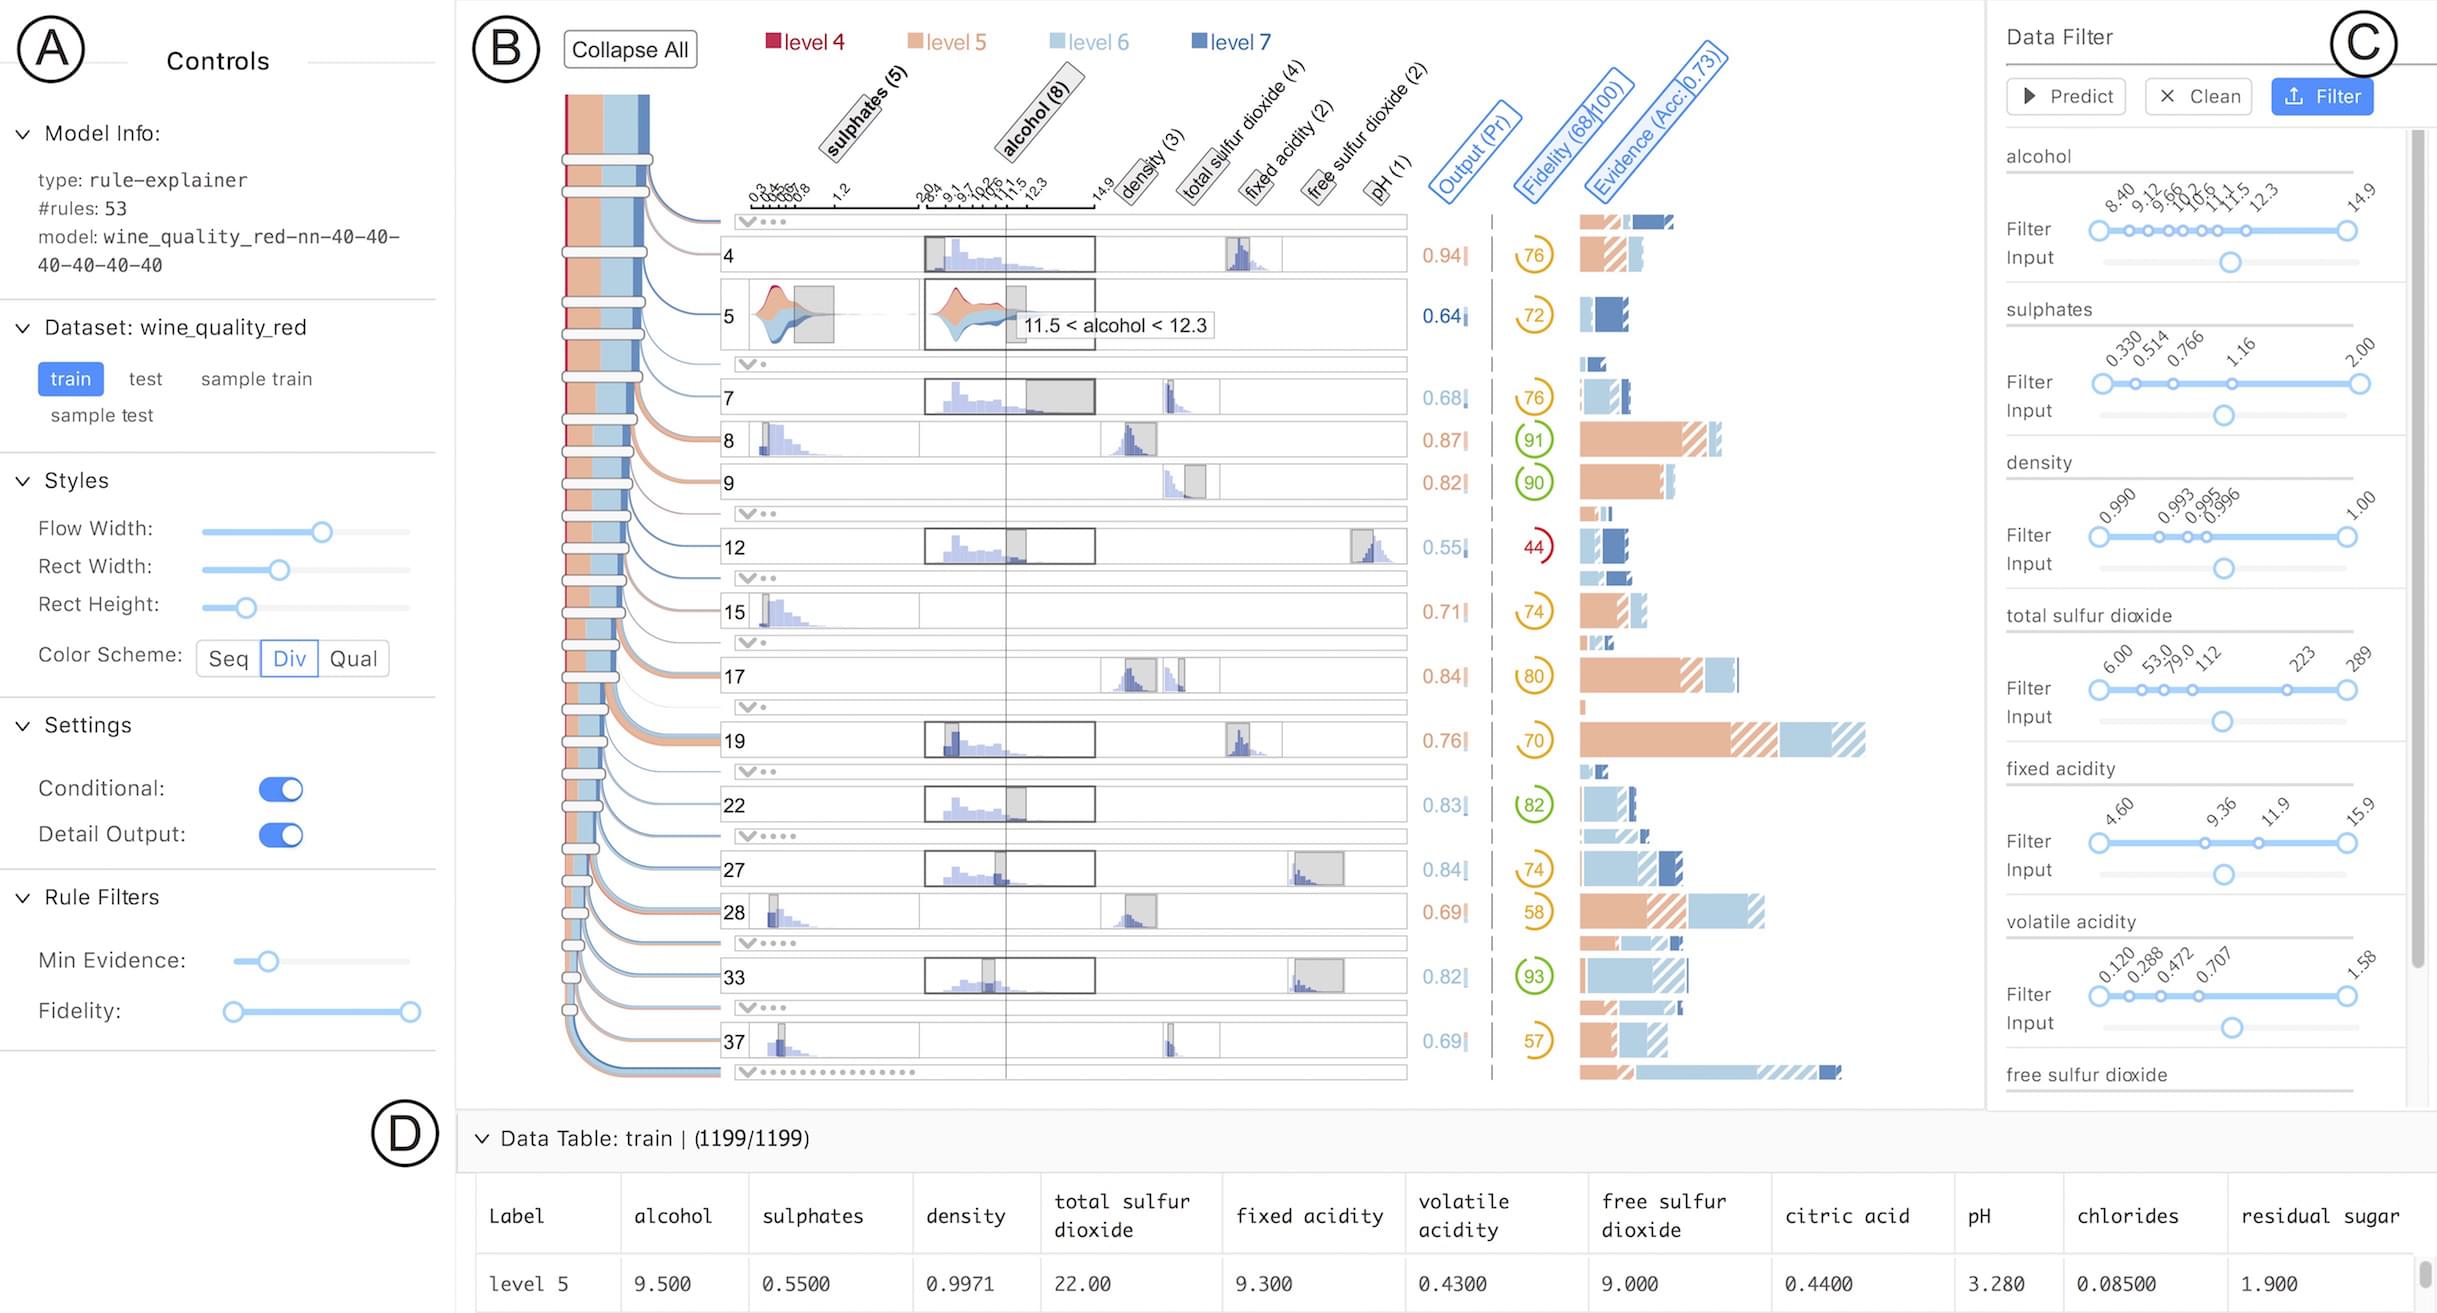 A
Controls
Model Info:
type: rule-explainer
#rules: 53
model: wine_quality_red-nn-40-40-
40-40-40-40
Dataset: wine_quality_red
train test sample train
sample test
Styles
Flow Width:
Rect Width:
Rect Height:
Color Scheme: Seq Div Qual
Settings
Conditional:
Detail Output:
Rule Filters
Min Evidence:
Fidelity:
B
Collapse All
level 4 level 5 level 6 level 7
sulphates (5)
alcohol (8)
density (3)
total sulfur dioxide (4)
fixed acidity (2)
free sulfur dioxide (2)
pH (1)
Output (Pr)
Fidelity (68/100)
Evidence (Acc: 0.73)
0.8 1.2 9.1 11.5 12.3 14.9
4 0.94 76
5 11.5 < alcohol < 12.3 0.64 72
7 0.68 76
8 0.87 91
9 0.82 90
12 0.55 44
15 0.71 74
17 0.84 80
19 0.76 70
22 0.83 82
27 0.84 74
28 0.69 58
33 0.82 93
37 0.69 57
C
Data Filter
Predict Clean Filter
alcohol
8.40 9.12 9.66 10.2 10.6 11.1 11.5 12.3 14.9
Filter
Input
sulphates
0.330 0.514 0.766 1.16 2.00
Filter
Input
density
0.990 0.993 0.995 0.996 1.00
Filter
Input
total sulfur dioxide
6.00 53.0 79.0 112 223 289
Filter
Input
fixed acidity
4.60 9.36 11.9 15.9
Filter
Input
volatile acidity
0.120 0.288 0.472 0.707 1.58
Filter
Input
free sulfur dioxide
D
Data Table: train | (1199/1199)
Label alcohol sulphates density total sulfur dioxide fixed acidity volatile acidity free sulfur dioxide citric acid pH chlorides residual sugar
level 5 9.500 0.5500 0.9971 22.00 9.300 0.4300 9.000 0.4400 3.280 0.08500 1.900